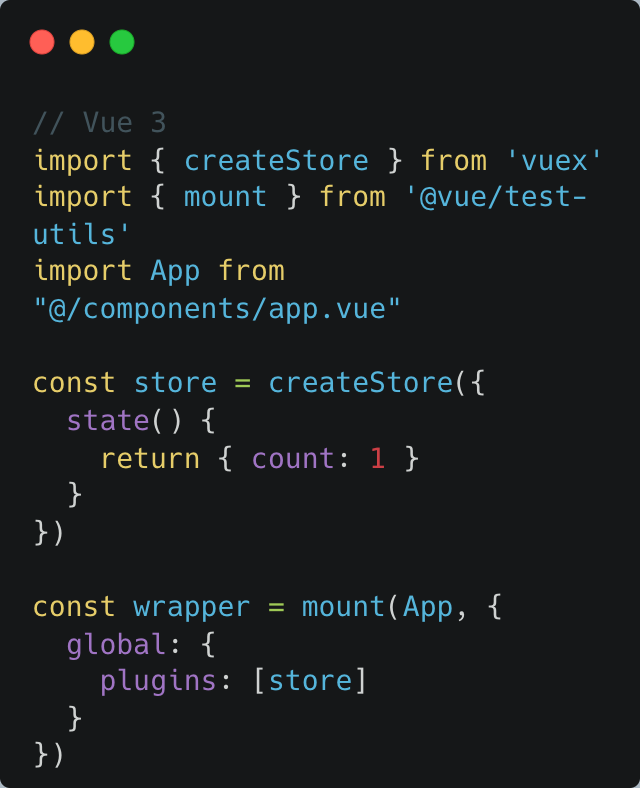 // Vue 3
import { createStore } from 'vuex'
import { mount } from '@vue/test-
utils'
import App from
"@/components/app.vue"

const store = createStore({
  state() {
    return { count: 1 }
  }
})

const wrapper = mount(App, {
  global: {
    plugins: [store]
  }
})